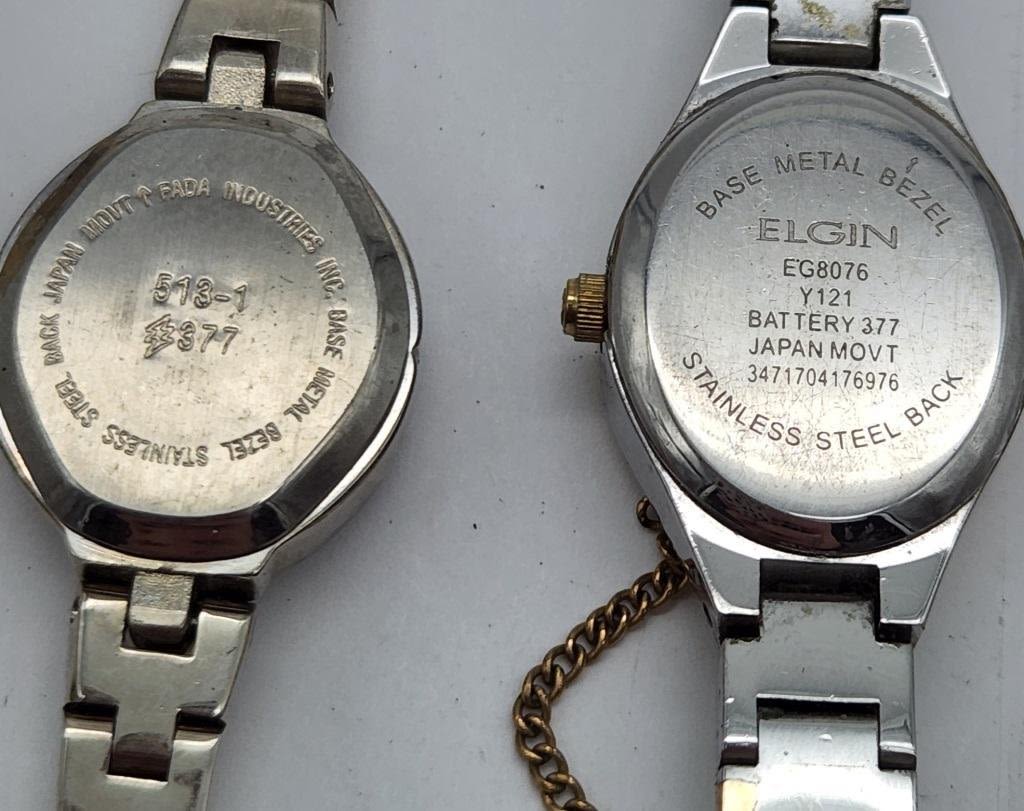 FADA INDUSTRIES INC. BASE METAL BEZEL STAINLESS STEEL BACK JAPAN MOVT
513-1
377
BASE METAL BEZEL
ELGIN
EG8076
Y121
BATTERY 377
JAPAN MOVT
3471704176976
STAINLESS STEEL BACK